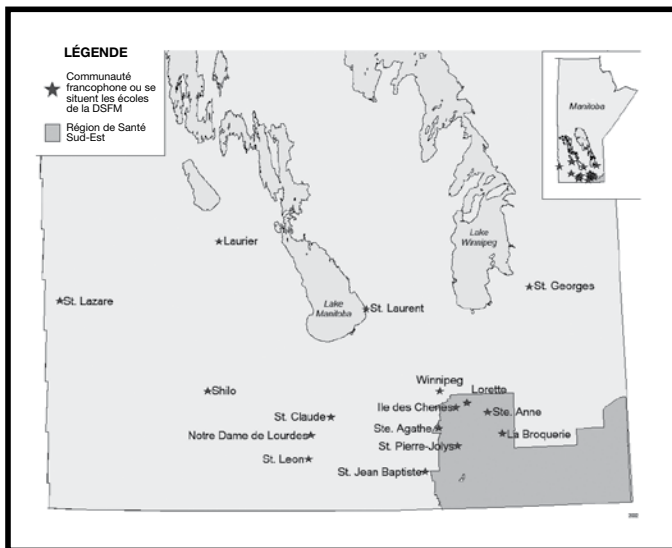 LÉGENDE
Communauté
francophone ou se
situent les écoles
de la DSFM
Région de Santé
Sud-Est
Manitoba
Laurier
Lake
Winnipeg
St. Georges
St. Lazare
Lake
Manitoba
St. Laurent
Shilo
Winnipeg
Lorette
Ile des Chenes
St. Claude
Ste. Anne
Ste. Agathe
Notre Dame de Lourdes
La Broquerie
St. Pierre-Jolys
St. Leon
St. Jean Baptiste